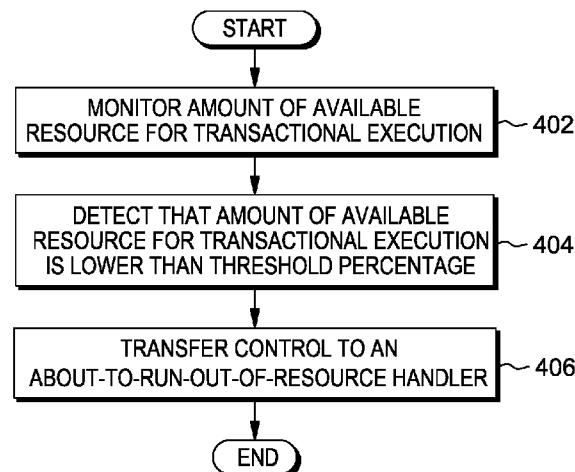 START
MONITOR AMOUNT OF AVAILABLE
RESOURCE FOR TRANSACTIONAL EXECUTION
402
DETECT THAT AMOUNT OF AVAILABLE
RESOURCE FOR TRANSACTIONAL EXECUTION
IS LOWER THAN THRESHOLD PERCENTAGE
404
TRANSFER CONTROL TO AN
ABOUT-TO-RUN-OUT-OF-RESOURCE HANDLER
406
END